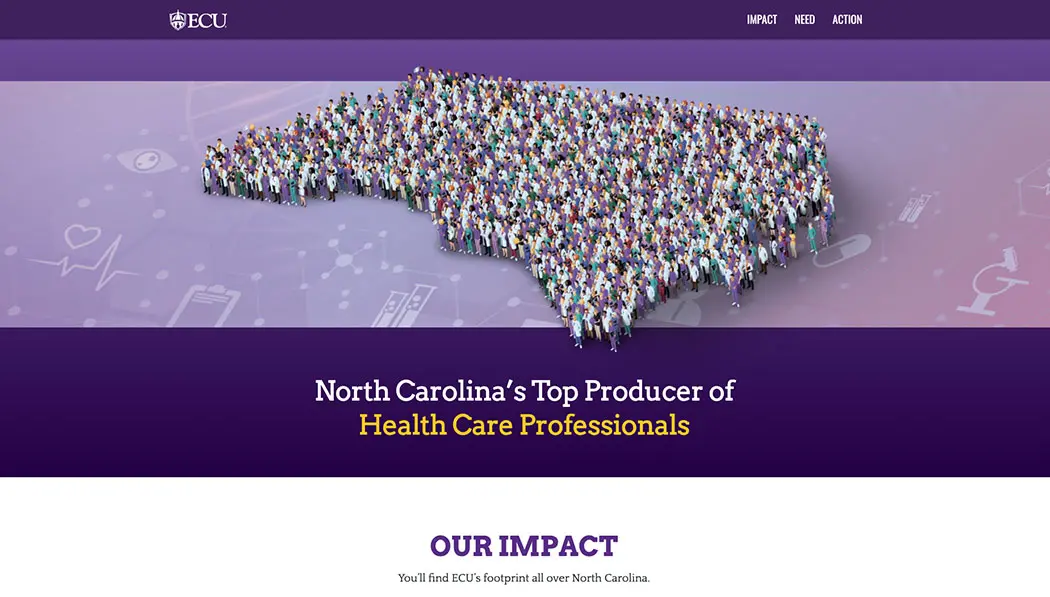 ECU
IMPACT NEED ACTION
North Carolina’s Top Producer of
Health Care Professionals
OUR IMPACT
You’ll find ECU’s footprint all over North Carolina.